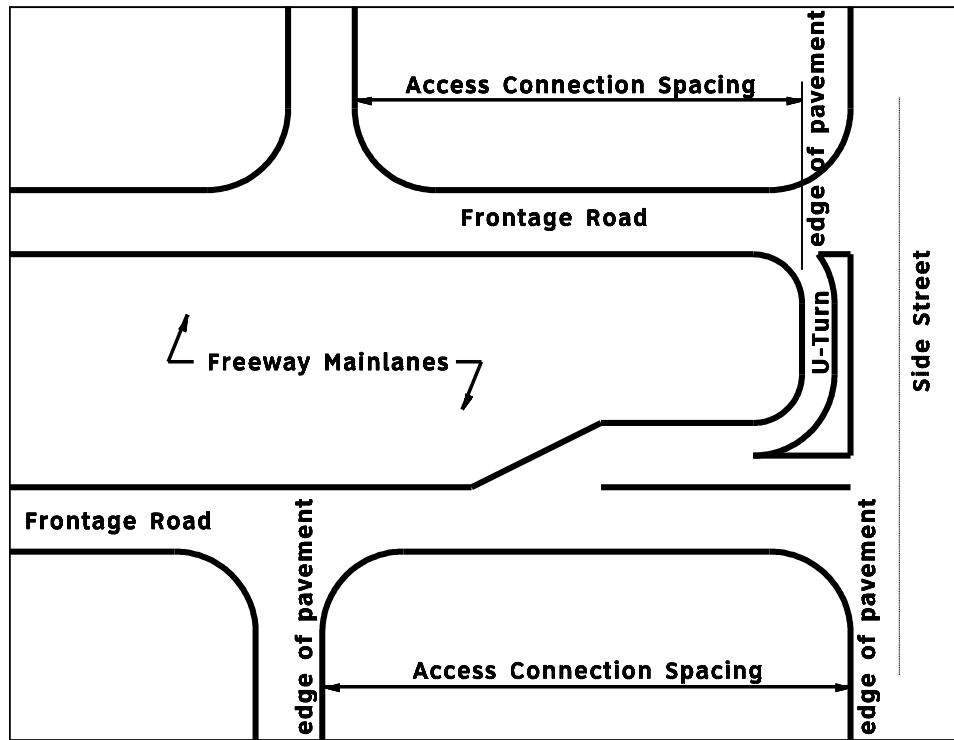 edge of pavement
Access Connection Spacing
Frontage Road
U-Turn
Side Street
Freeway Mainlanes
Frontage Road
edge of pavement
edge of pavement
Access Connection Spacing